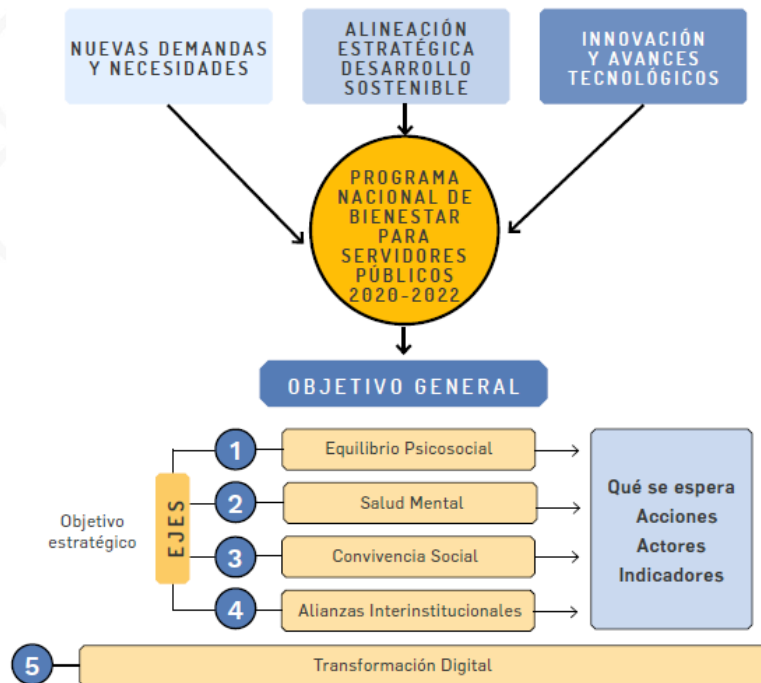 NUEVAS DEMANDAS
Y NECESIDADES
ALINEACIÓN
ESTRATÉGICA
DESARROLLO
SOSTENIBLE
INNOVACIÓN
Y AVANCES
TECNOLÓGICOS
PROGRAMA
NACIONAL DE
BIENESTAR
PARA
SERVIDORES
PÚBLICOS
2020-2022
OBJETIVO GENERAL
Objetivo
estratégico
EJES
1
Equilibrio Psicosocial
2
Salud Mental
3
Convivencia Social
4
Alianzas Interinstitucionales
Qué se espera
Acciones
Actores
Indicadores
5
Transformación Digital